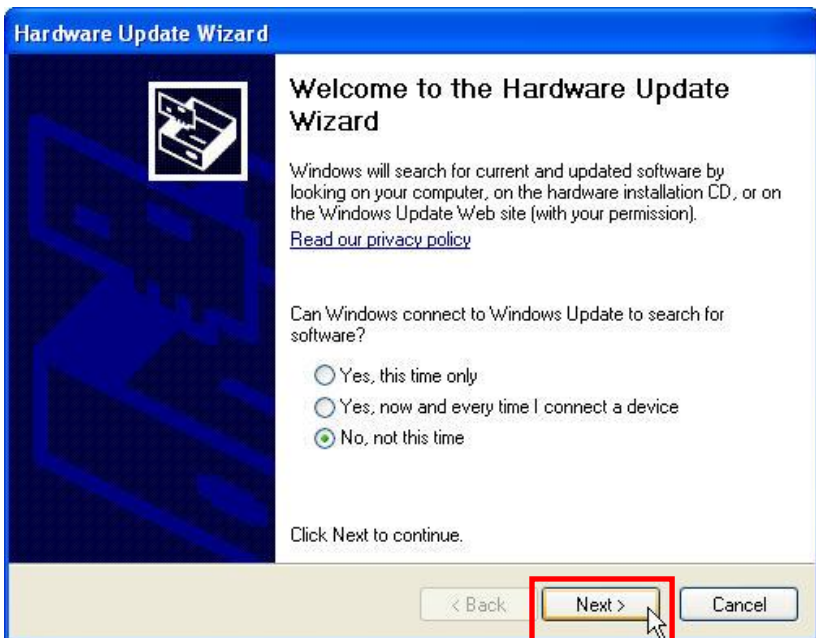 Hardware Update Wizard
Welcome to the Hardware Update
Wizard
Windows will search for current and updated software by
looking on your computer, on the hardware installation CD, or on
the Windows Update Web site (with your permission).
Read our privacy policy
Can Windows connect to Windows Update to search for
software?
Yes, this time only
Yes, now and every time I connect a device
No, not this time
Click Next to continue.
< Back
Next >
Cancel